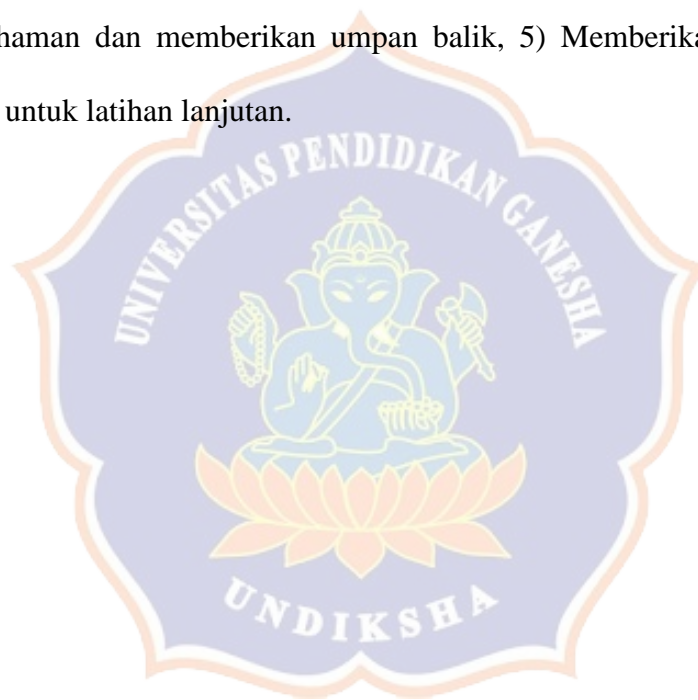 haman dan memberikan umpan balik, 5) Memberika
untuk latihan lanjutan.
UNIVERSITAS PENDIDIKAN GANESHA
UNDIKSHA